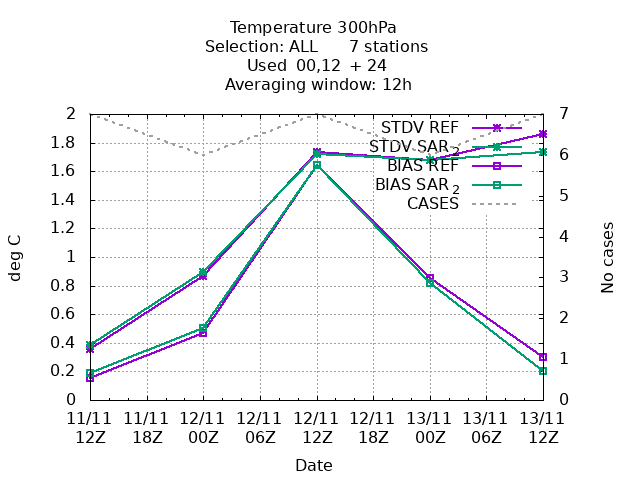 Temperature 300hPa
Selection: ALL 7 stations
Used 00,12 + 24
Averaging window: 12h
deg C
2
1.8
1.6
1.4
1.2
1
0.8
0.6
0.4
0.2
0
STDV REF
STDV SAR2
BIAS REF
BIAS SAR2
CASES
7
6
5
4
3
2
1
0
No cases
11/11 11/11 12/11 12/11 12/11 12/11 13/11 13/11 13/11
12Z 18Z 00Z 06Z 12Z 18Z 00Z 06Z 12Z
Date